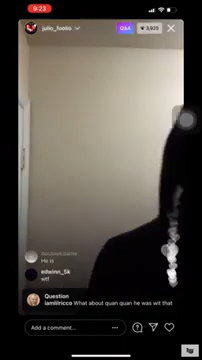 9:23
julio_foolio
Q&A
3,925
He is
edwinn_5k
wtf
Question
iamlilricco What about quan quan he was wit that
Add a comment...